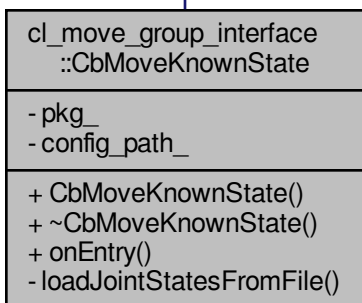 cl_move_group_interface
::CbMoveKnownState
- pkg_
- config_path_
+ CbMoveKnownState()
+ ~CbMoveKnownState()
+ onEntry()
- loadJointStatesFromFile()